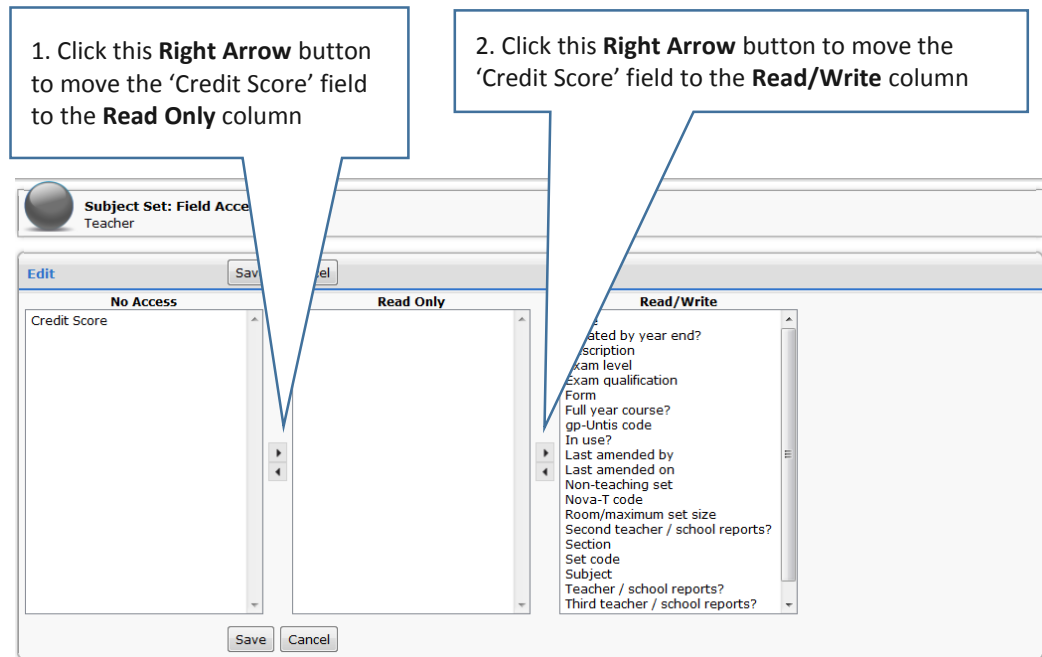 1. Click this Right Arrow button
to move the ‘Credit Score’ field
to the Read Only column
2. Click this Right Arrow button to move the
‘Credit Score’ field to the Read/Write column
Subject Set: Field Acce
Teacher
Edit
Sav
el
No Access
Read Only
Read/Write
Credit Score
ated by year end?
scription
xam level
Exam qualification
Form
Full year course?
gp-Untis code
In use?
Last amended by
Last amended on
Non-teaching set
Nova-T code
Room/maximum set size
Second teacher / school reports?
Section
Set code
Subject
Teacher / school reports?
Third teacher / school reports?
Save Cancel